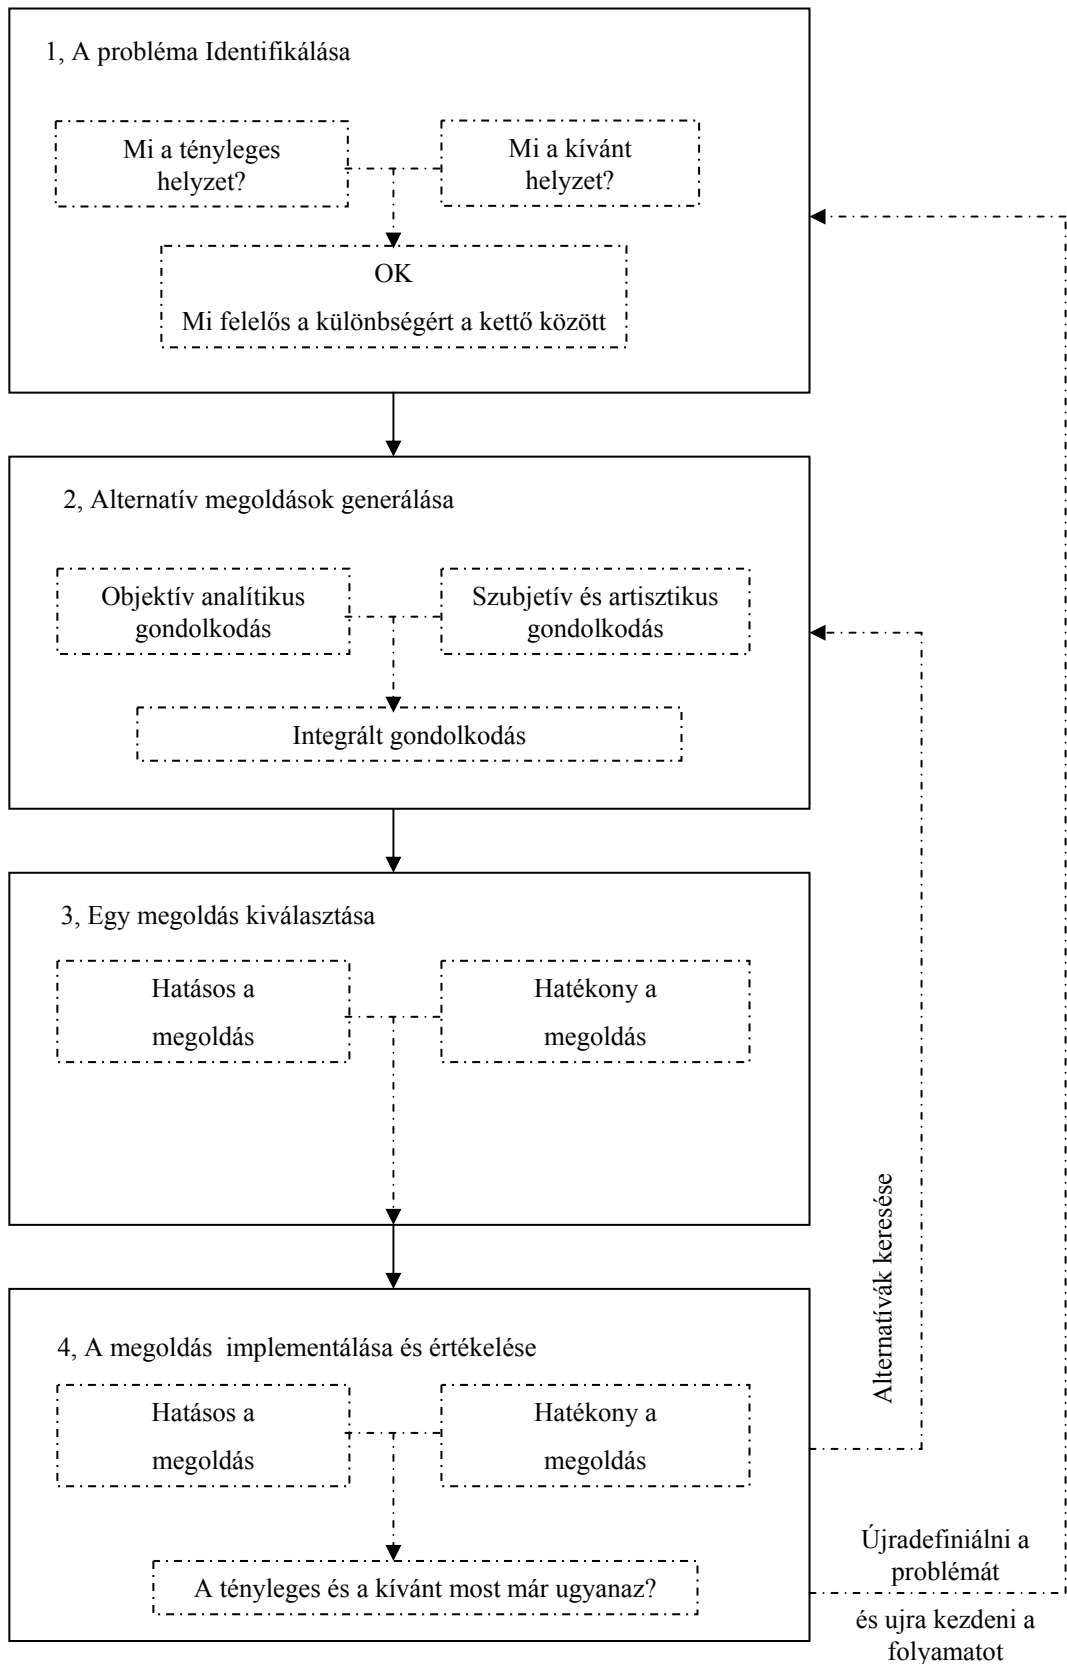 1, A probléma Identifikálása
Mi a tényleges
helyzet?
Mi a kívánt
helyzet?
OK
Mi felelős a különbségért a kettő között
2, Alternatív megoldások generálása
Objektív analítikus
gondolkodás
Szubjetív és artisztikus
gondolkodás
Integrált gondolkodás
3, Egy megoldás kiválasztása
Hatásos a
megoldás
Hatékony a
megoldás
Alternatívák keresése
4, A megoldás  implementálása és értékelése
Hatásos a
megoldás
Hatékony a
megoldás
A tényleges és a kívánt most már ugyanaz?
Újradefiniálni a
problémát
és ujra kezdeni a
folyamatot